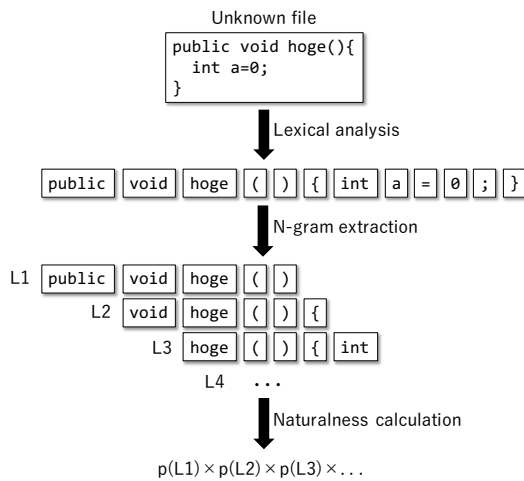 Unknown file
public void hoge(){
int a=0;
}
Lexical analysis
public void hoge ( ) { int a = 0 ; }
N-gram extraction
L1 public void hoge ( )
L2 void hoge ( ) {
L3 hoge ( ) { int
L4 ...
Naturalness calculation
p(L1)×p(L2)×p(L3)×...